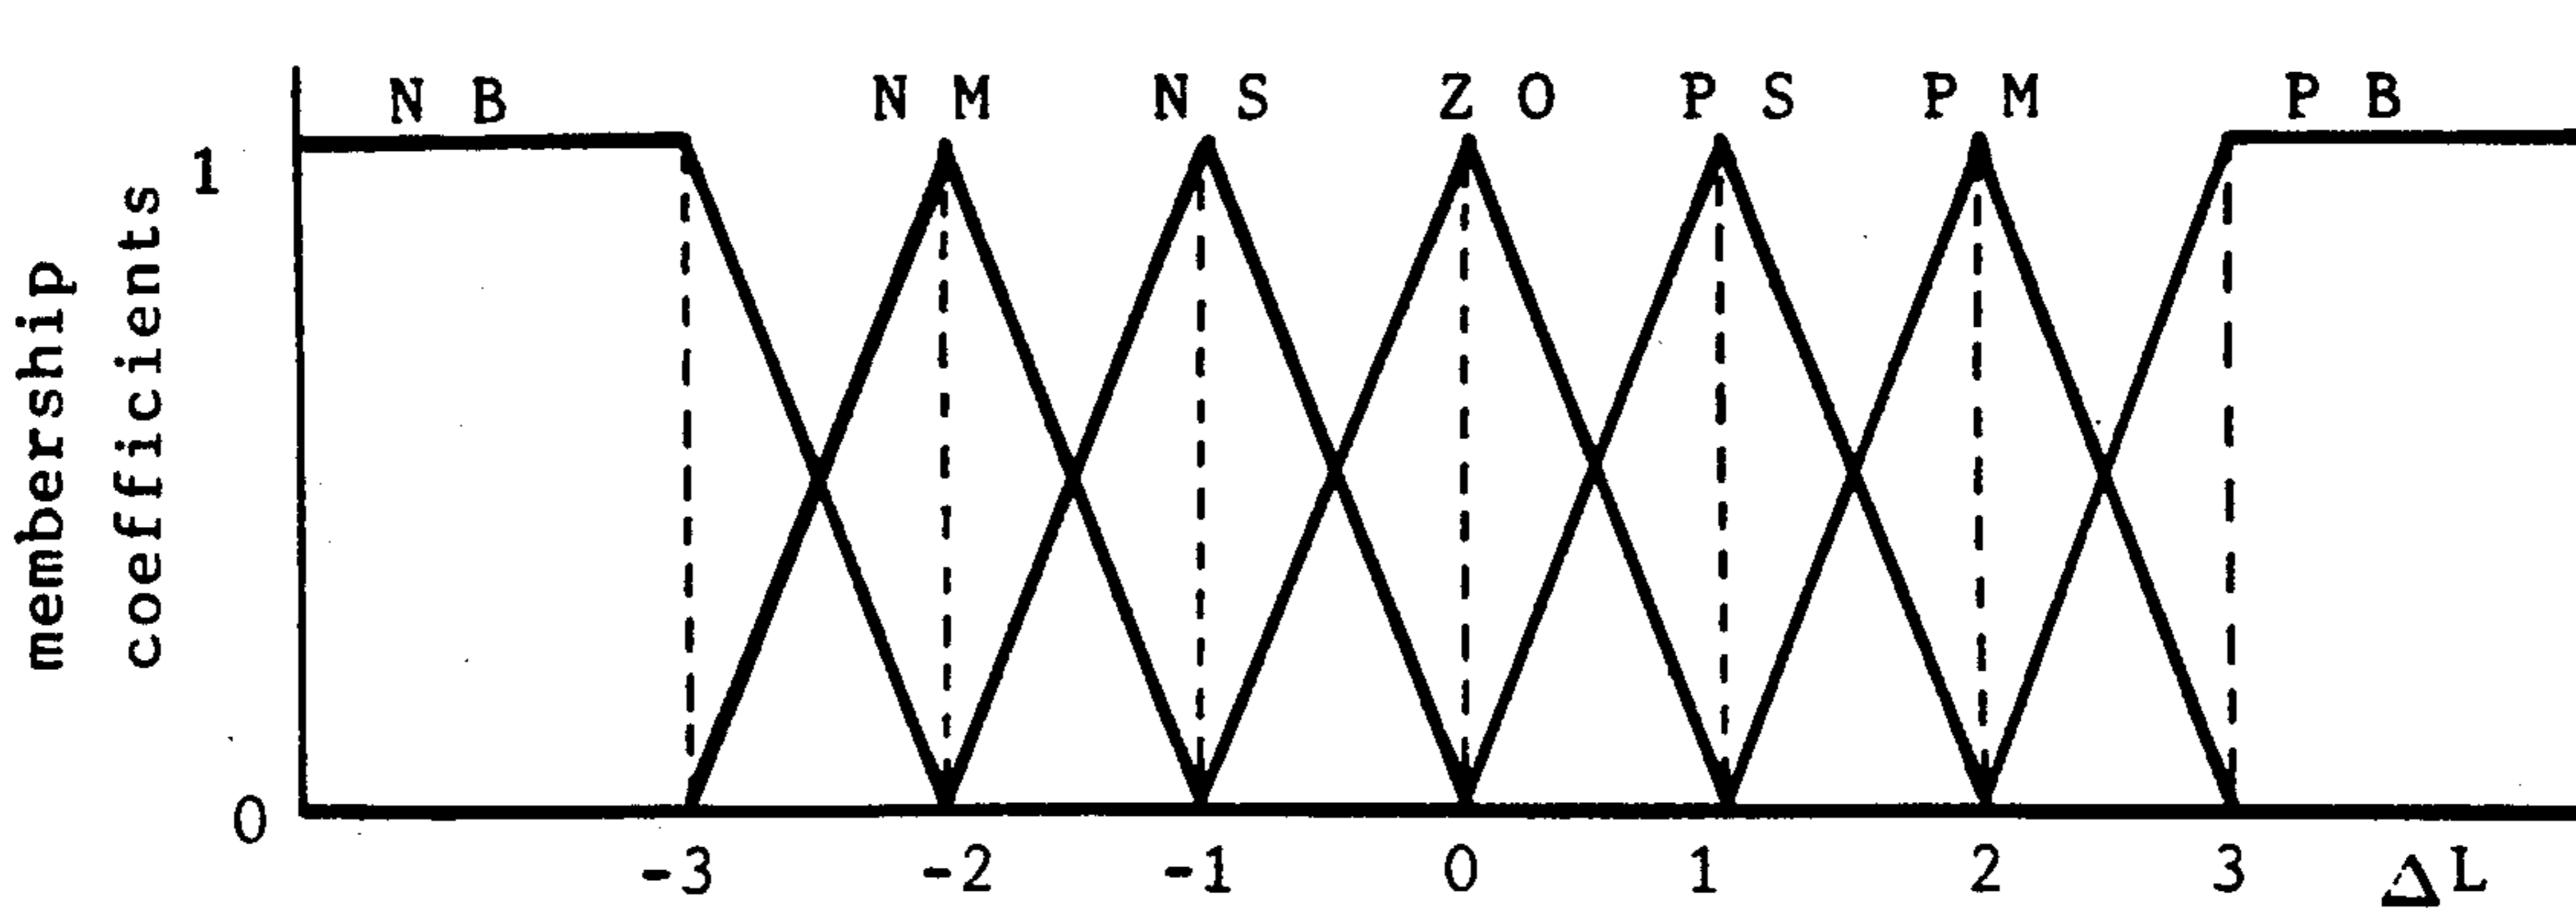 N B N M N S Z O P S P M P B
1
membership
coefficients
0
-3 -2 -1 0 1 2 3 ΔL